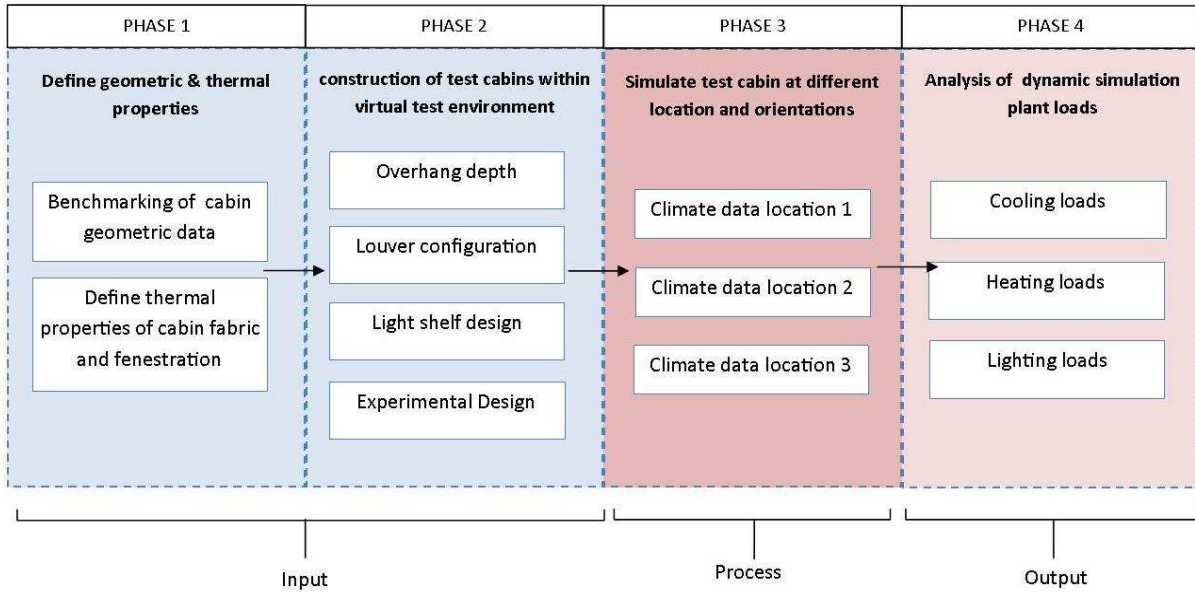 PHASE 1
PHASE 2
PHASE 3
PHASE 4
Define geometric & thermal
properties
Benchmarking of cabin
geometric data
Define thermal
properties of cabin fabric
and fenestration
construction of test cabins within
virtual test environment
Overhang depth
Louver configuration
Light shelf design
Experimental Design
Simulate test cabin at different
location and orientations
Climate data location 1
Climate data location 2
Climate data location 3
Analysis of dynamic simulation
plant loads
Cooling loads
Heating loads
Lighting loads
Input
Process
Output